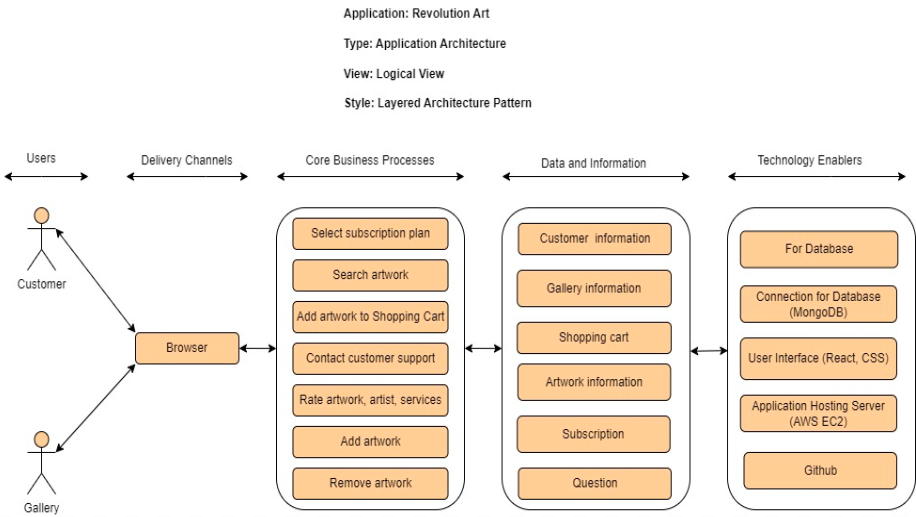 Application: Revolution Art
Type: Application Architecture
View: Logical View
Style: Layered Architecture Pattern
Users
Delivery Channels
Core Business Processes
Data and Information
Technology Enablers
Customer
Gallery
Browser
Select subscription plan
Search artwork
Add artwork to Shopping Cart
Contact customer support
Rate artwork, artist, services
Add artwork
Remove artwork
Customer information
Gallery information
Shopping cart
Artwork information
Subscription
Question
For Database
Connection for Database
(MongoDB)
User Interface (React, CSS)
Application Hosting Server
(AWS EC2)
Github